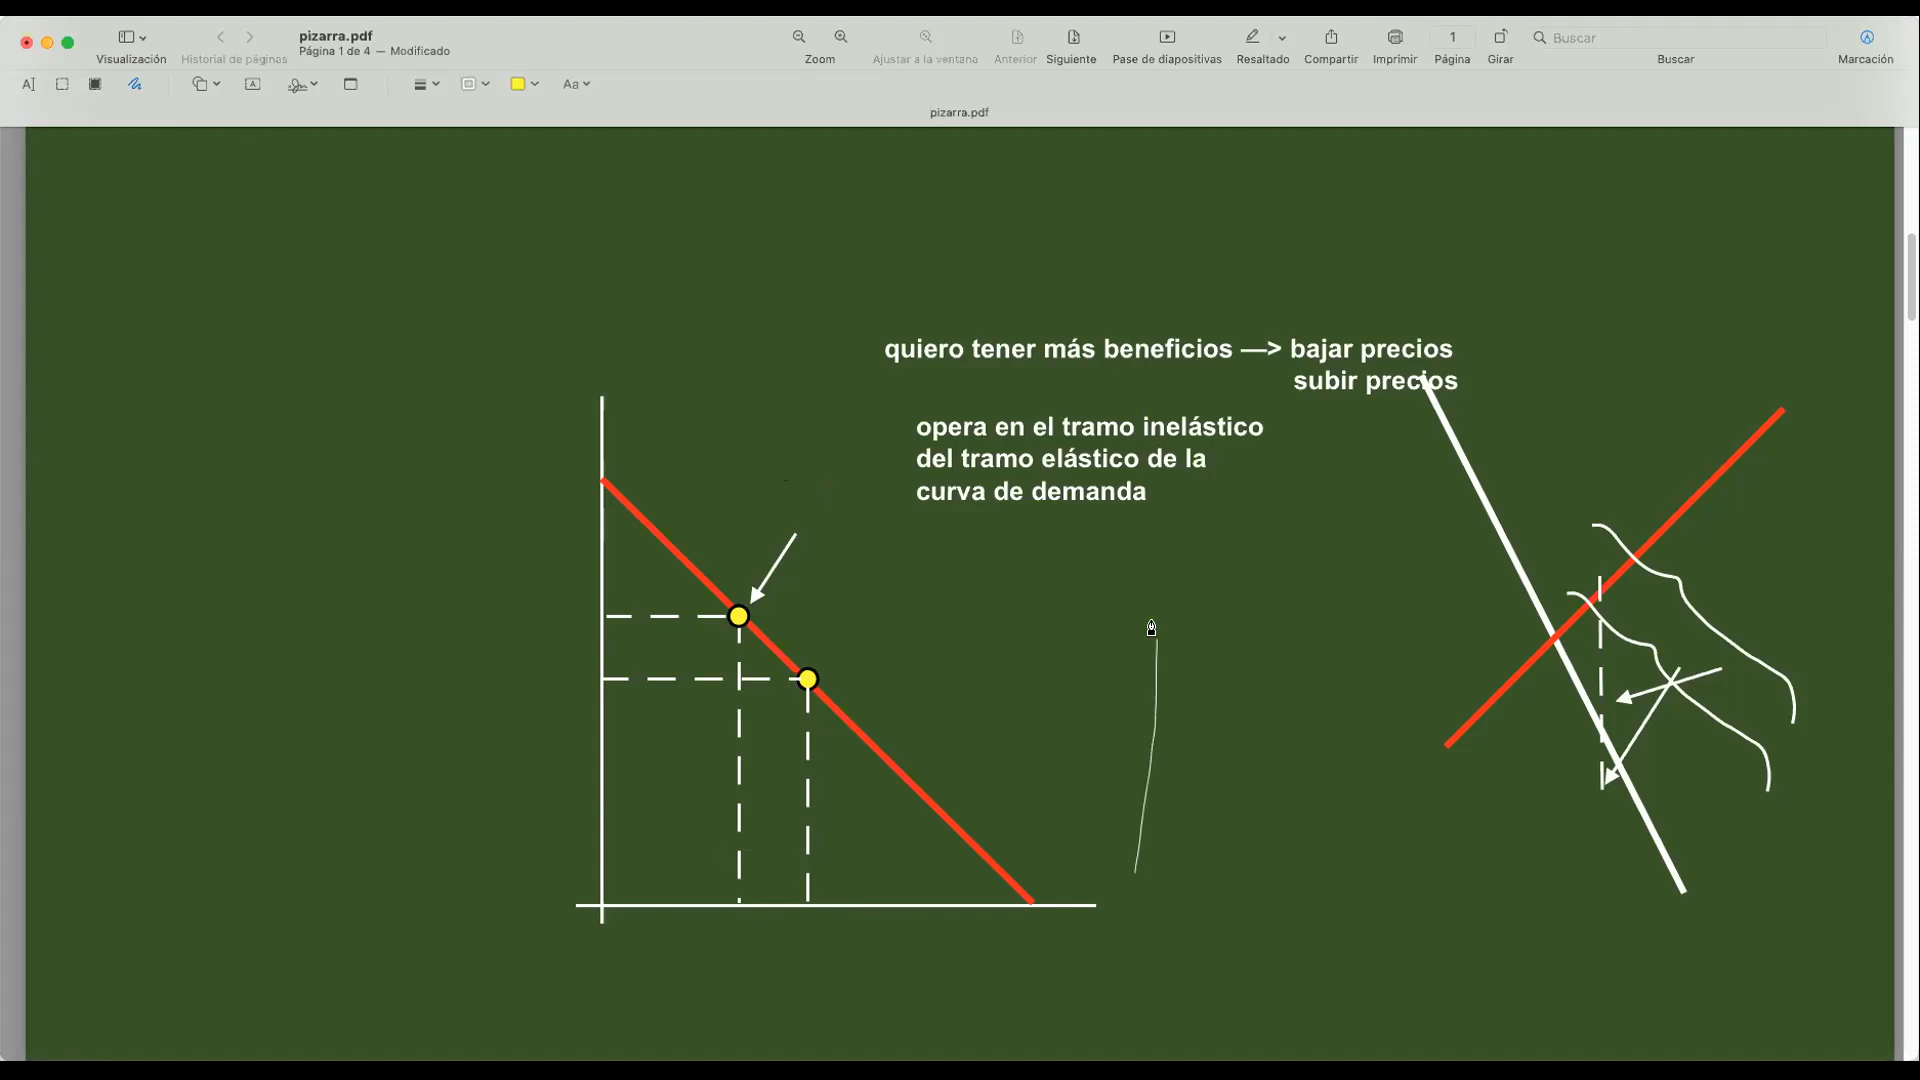 pizarra.pdf
Página 1 de 4 — Modificado
Visualización
Historial de páginas
Zoom
Ajustar a la ventana
Anterior
Siguiente
Pase de diapositivas
Resaltado
Compartir
Imprimir
1
Página
Girar
Buscar
Buscar
Marcación
A
A
Aa
pizarra.pdf
quiero tener más beneficios —> bajar precios
subir precios
opera en el tramo inelástico
del tramo elástico de la
curva de demanda